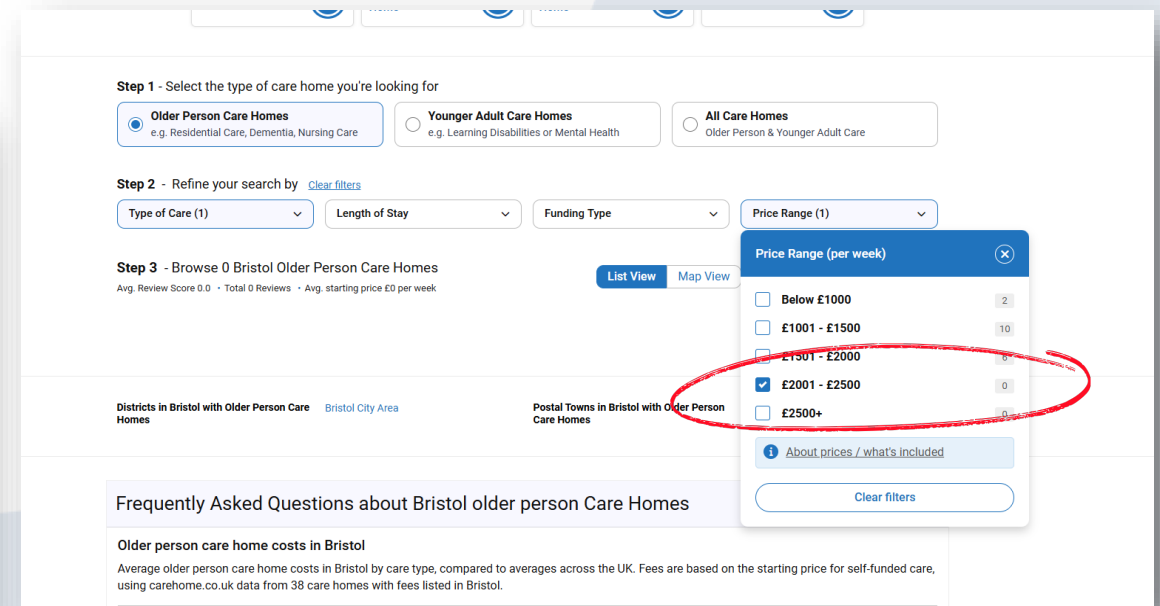 Step 1 - Select the type of care home you're looking for
Older Person Care Homes
e.g. Residential Care, Dementia, Nursing Care
Younger Adult Care Homes
e.g. Learning Disabilities or Mental Health
All Care Homes
Older Person & Younger Adult Care
Step 2 - Refine your search by Clear filters
Type of Care (1)
Length of Stay
Funding Type
Price Range (1)
Step 3 - Browse 0 Bristol Older Person Care Homes
Avg. Review Score 0.0 • Total 0 Reviews • Avg. starting price £0 per week
List View
Map View
Price Range (per week)
Below £1000 2
£1001 - £1500 10
£1501 - £2000 6
£2001 - £2500 0
£2500+ 0
About prices / what's included
Clear filters
Districts in Bristol with Older Person Care
Homes
Bristol City Area
Postal Towns in Bristol with Older Person
Care Homes
Frequently Asked Questions about Bristol older person Care Homes
Older person care home costs in Bristol
Average older person care home costs in Bristol by care type, compared to averages across the UK. Fees are based on the starting price for self-funded care,
using carehome.co.uk data from 38 care homes with fees listed in Bristol.